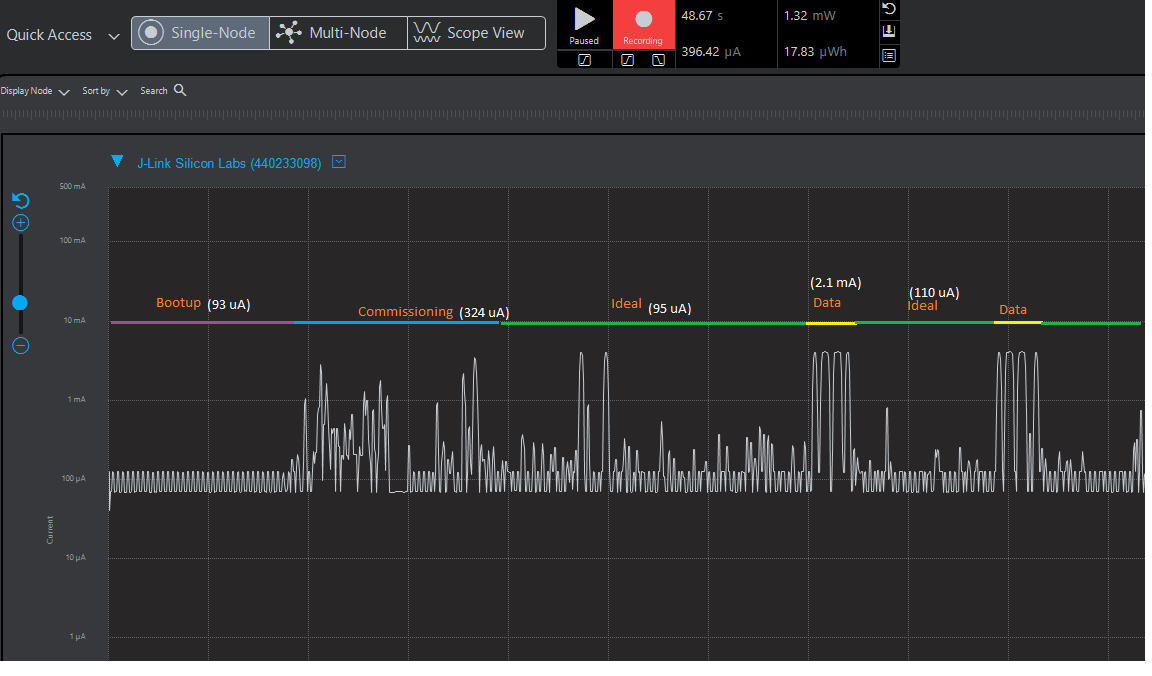 Quick Access
Single-Node
Multi-Node
Scope View
Paused
Recording
48.67 s
396.42 µA
1.32 mW
17.83 µWh
Display Node
Sort by
Search
J-Link Silicon Labs (440233098)
500 mA
100 mA
10 mA
1 mA
100 µA
10 µA
1 µA
Current
Bootup (93 uA)
Commissioning (324 uA)
Ideal (95 uA)
(2.1 mA)
Data
(110 uA)
Ideal
Data